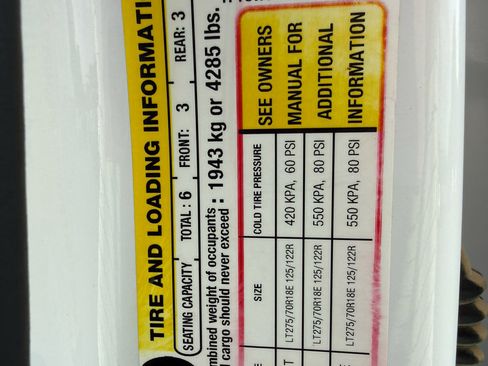 TIRE AND LOADING INFORMATI
SEATING CAPACITY TOTAL : 6 FRONT: 3 REAR: 3
mbined weight of occupants
cargo should never exceed : 1943 kg or 4285 lbs.
SIZE COLD TIRE PRESSURE
LT275/70R18E 125/122R 420 KPA, 60 PSI
LT275/70R18E 125/122R 550 KPA, 80 PSI
LT275/70R18E 125/122R 550 KPA, 80 PSI
SEE OWNERS
MANUAL FOR
ADDITIONAL
INFORMATION